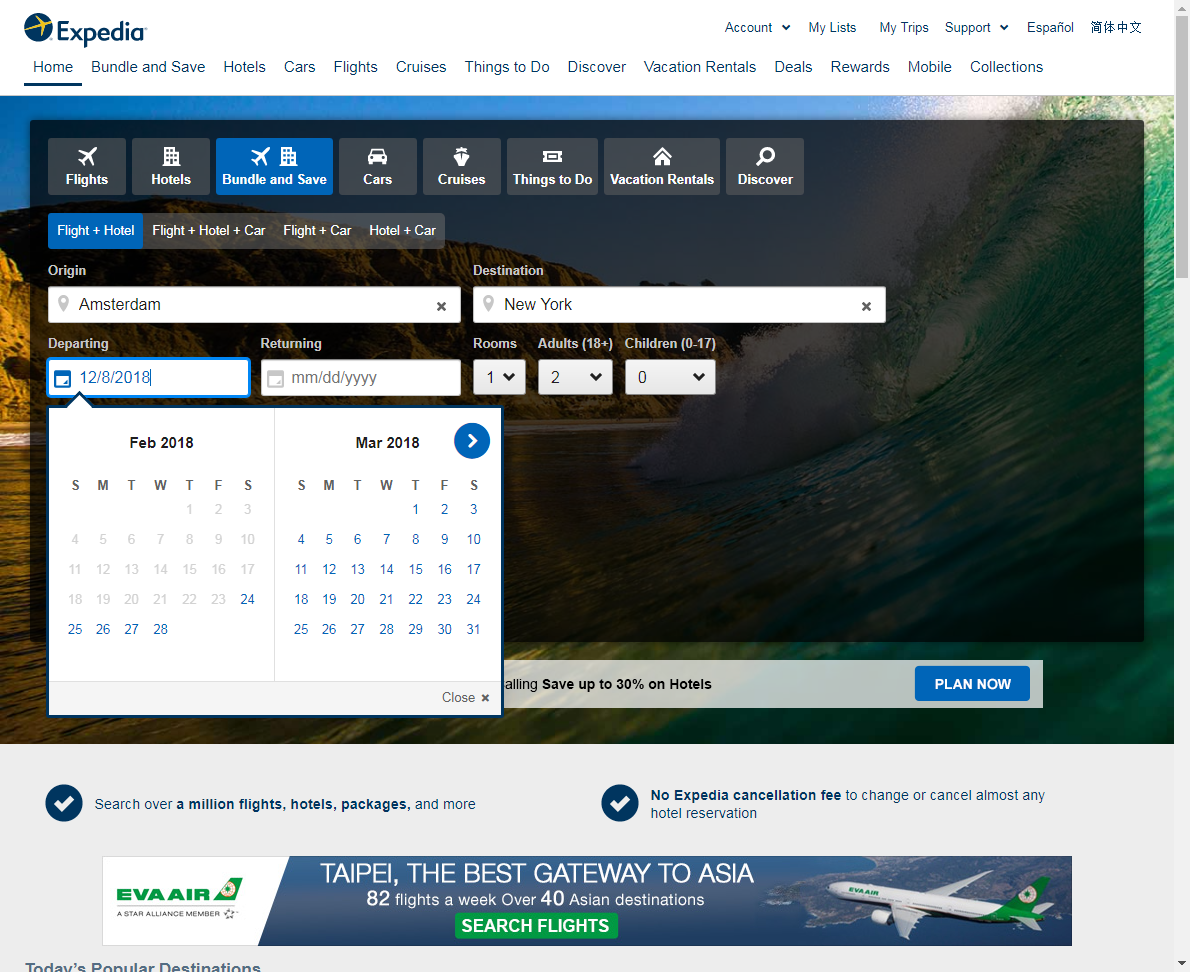 Expedia
Account My Lists My Trips Support Español 简体中文
Home Bundle and Save Hotels Cars Flights Cruises Things to Do Discover Vacation Rentals Deals Rewards Mobile Collections
Flights Hotels Bundle and Save Cars Cruises Things to Do Vacation Rentals Discover
Flight + Hotel Flight + Hotel + Car Flight + Car Hotel + Car
Origin Destination
Amsterdam New York
Departing Returning Rooms Adults (18+) Children (0-17)
12/8/2018 mm/dd/yyyy 1 2 0
Feb 2018 Mar 2018
S M T W T F S S M T W T F S
1 2 3 1 2 3
4 5 6 7 8 9 10 4 5 6 7 8 9 10
11 12 13 14 15 16 17 11 12 13 14 15 16 17
18 19 20 21 22 23 24 18 19 20 21 22 23 24
25 26 27 28 25 26 27 28 29 30 31
alling Save up to 30% on Hotels PLAN NOW
Close
Search over a million flights, hotels, packages, and more
No Expedia cancellation fee to change or cancel almost any
hotel reservation
EVA AIR
A STAR ALLIANCE MEMBER
TAIPEI, THE BEST GATEWAY TO ASIA
82 flights a week Over 40 Asian destinations
SEARCH FLIGHTS
EVA AIR
Today's Popular Destinations